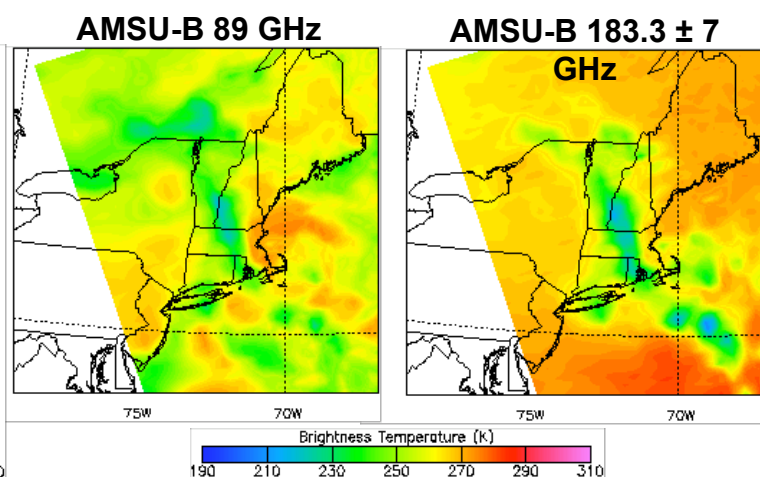 AMSU-B 89 GHz
AMSU-B 183.3 ± 7
GHz
75W
70W
75W
70W
0
Brightness Temperature (K)
190 210 230 250 270 290 310